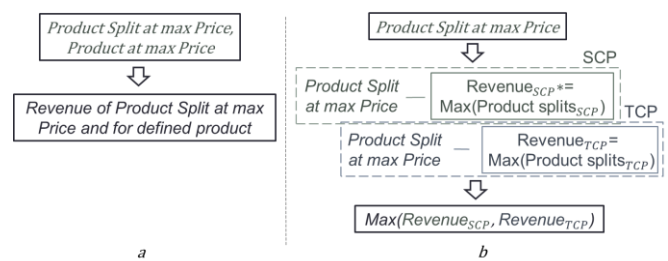 Product Split at max Price,
Product at max Price
Revenue of Product Split at max
Price and for defined product
a
Product Split at max Price
SCP
Product Split
at max Price
Revenue_SCP*=
Max(Product splits_SCP)
TCP
Product Split
at max Price
Revenue_TCP=
Max(Product splits_TCP)
Max(Revenue_SCP, Revenue_TCP)
b